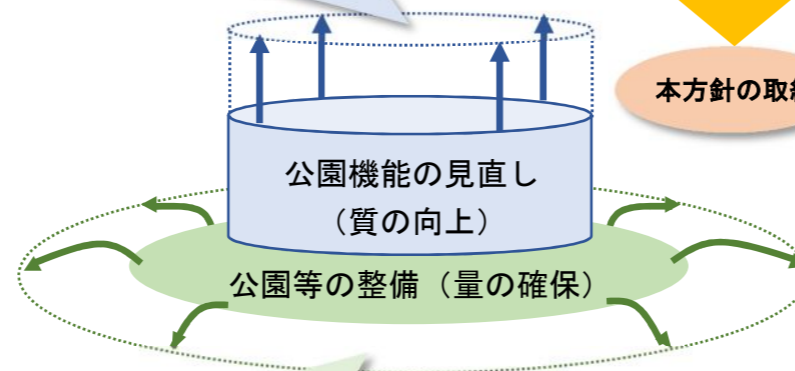 本方針の取
公園機能の見直し
（質の向上）
公園等の整備（量の確保）